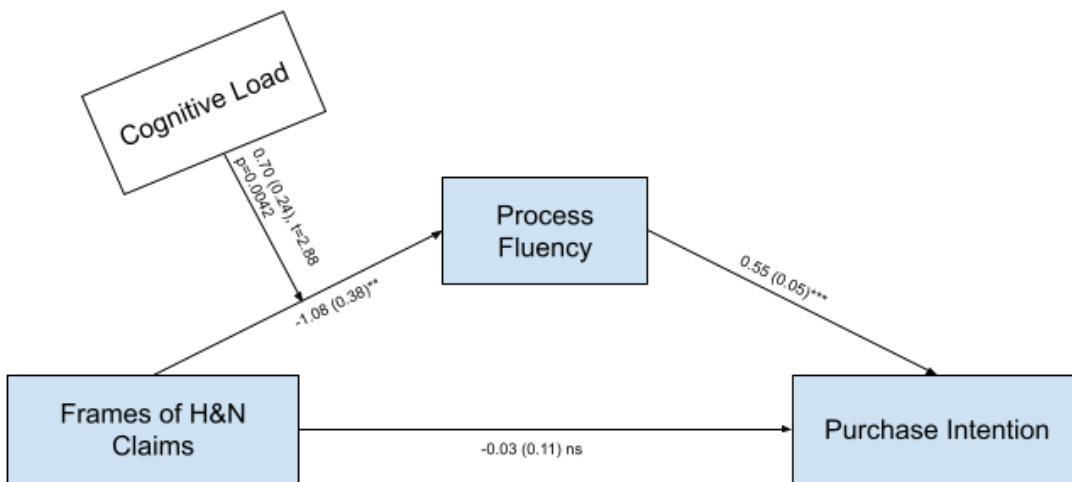 Cognitive Load
0.70 (0.24), t=2.88
p=0.0042
Process
Fluency
0.55 (0.05)***
-1.08 (0.38)**
Frames of H&N
Claims
-0.03 (0.11) ns
Purchase Intention